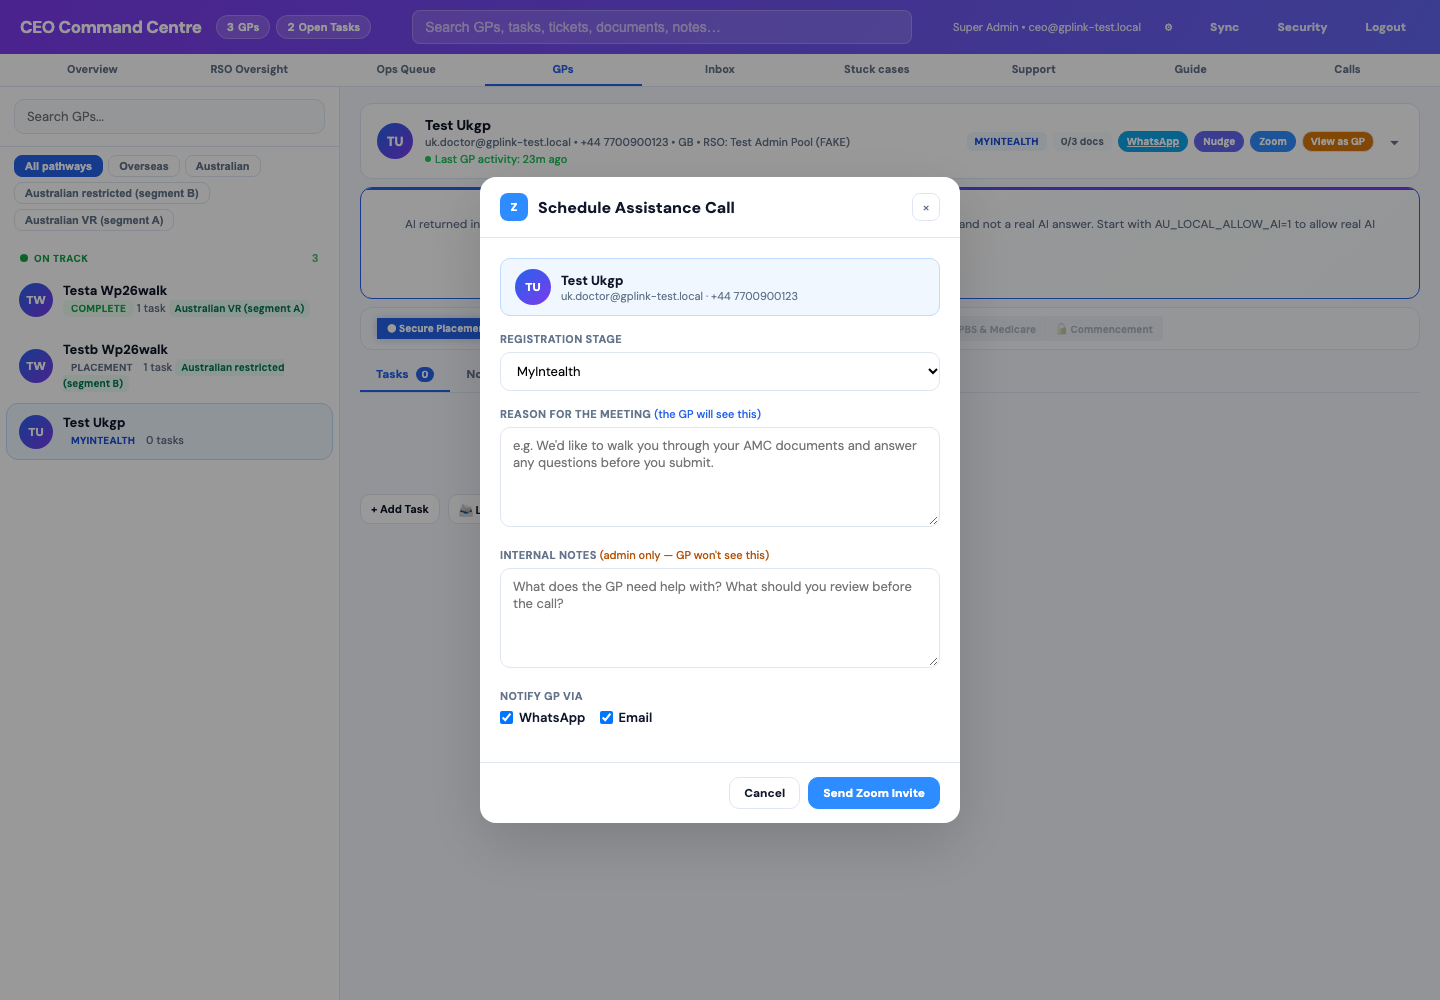 CEO Command Centre
3 GPs
2 Open Tasks
Search GPs, tasks, tickets, documents, notes...
Super Admin • ceo@gplink-test.local
Sync
Security
Logout
Overview
RSO Oversight
Ops Queue
GPs
Inbox
Stuck cases
Support
Guide
Calls
Search GPs...
All pathways
Overseas
Australian
Australian restricted (segment B)
Australian VR (segment A)
ON TRACK
3
TW
Testa Wp26walk
COMPLETE 1 task Australian VR (segment A)
TW
Testb Wp26walk
PLACEMENT 1 task Australian restricted
(segment B)
TU
Test Ukgp
MYINTEALTH 0 tasks
TU
Test Ukgp
uk.doctor@gplink-test.local • +44 7700900123 • GB • RSO: Test Admin Pool (FAKE)
Last GP activity: 23m ago
MYINTEALTH
0/3 docs
WhatsApp
Nudge
Zoom
View as GP
AI returned in
and not a real AI answer. Start with AU_LOCAL_ALLOW_AI=1 to allow real AI
Secure Placemen
PBS & Medicare
Commencement
Tasks 0
No
+ Add Task
L
Z
Schedule Assistance Call
×
TU
Test Ukgp
uk.doctor@gplink-test.local · +44 7700900123
REGISTRATION STAGE
MyIntealth
REASON FOR THE MEETING (the GP will see this)
e.g. We'd like to walk you through your AMC documents and answer
any questions before you submit.
INTERNAL NOTES (admin only — GP won't see this)
What does the GP need help with? What should you review before
the call?
NOTIFY GP VIA
WhatsApp
Email
Cancel
Send Zoom Invite